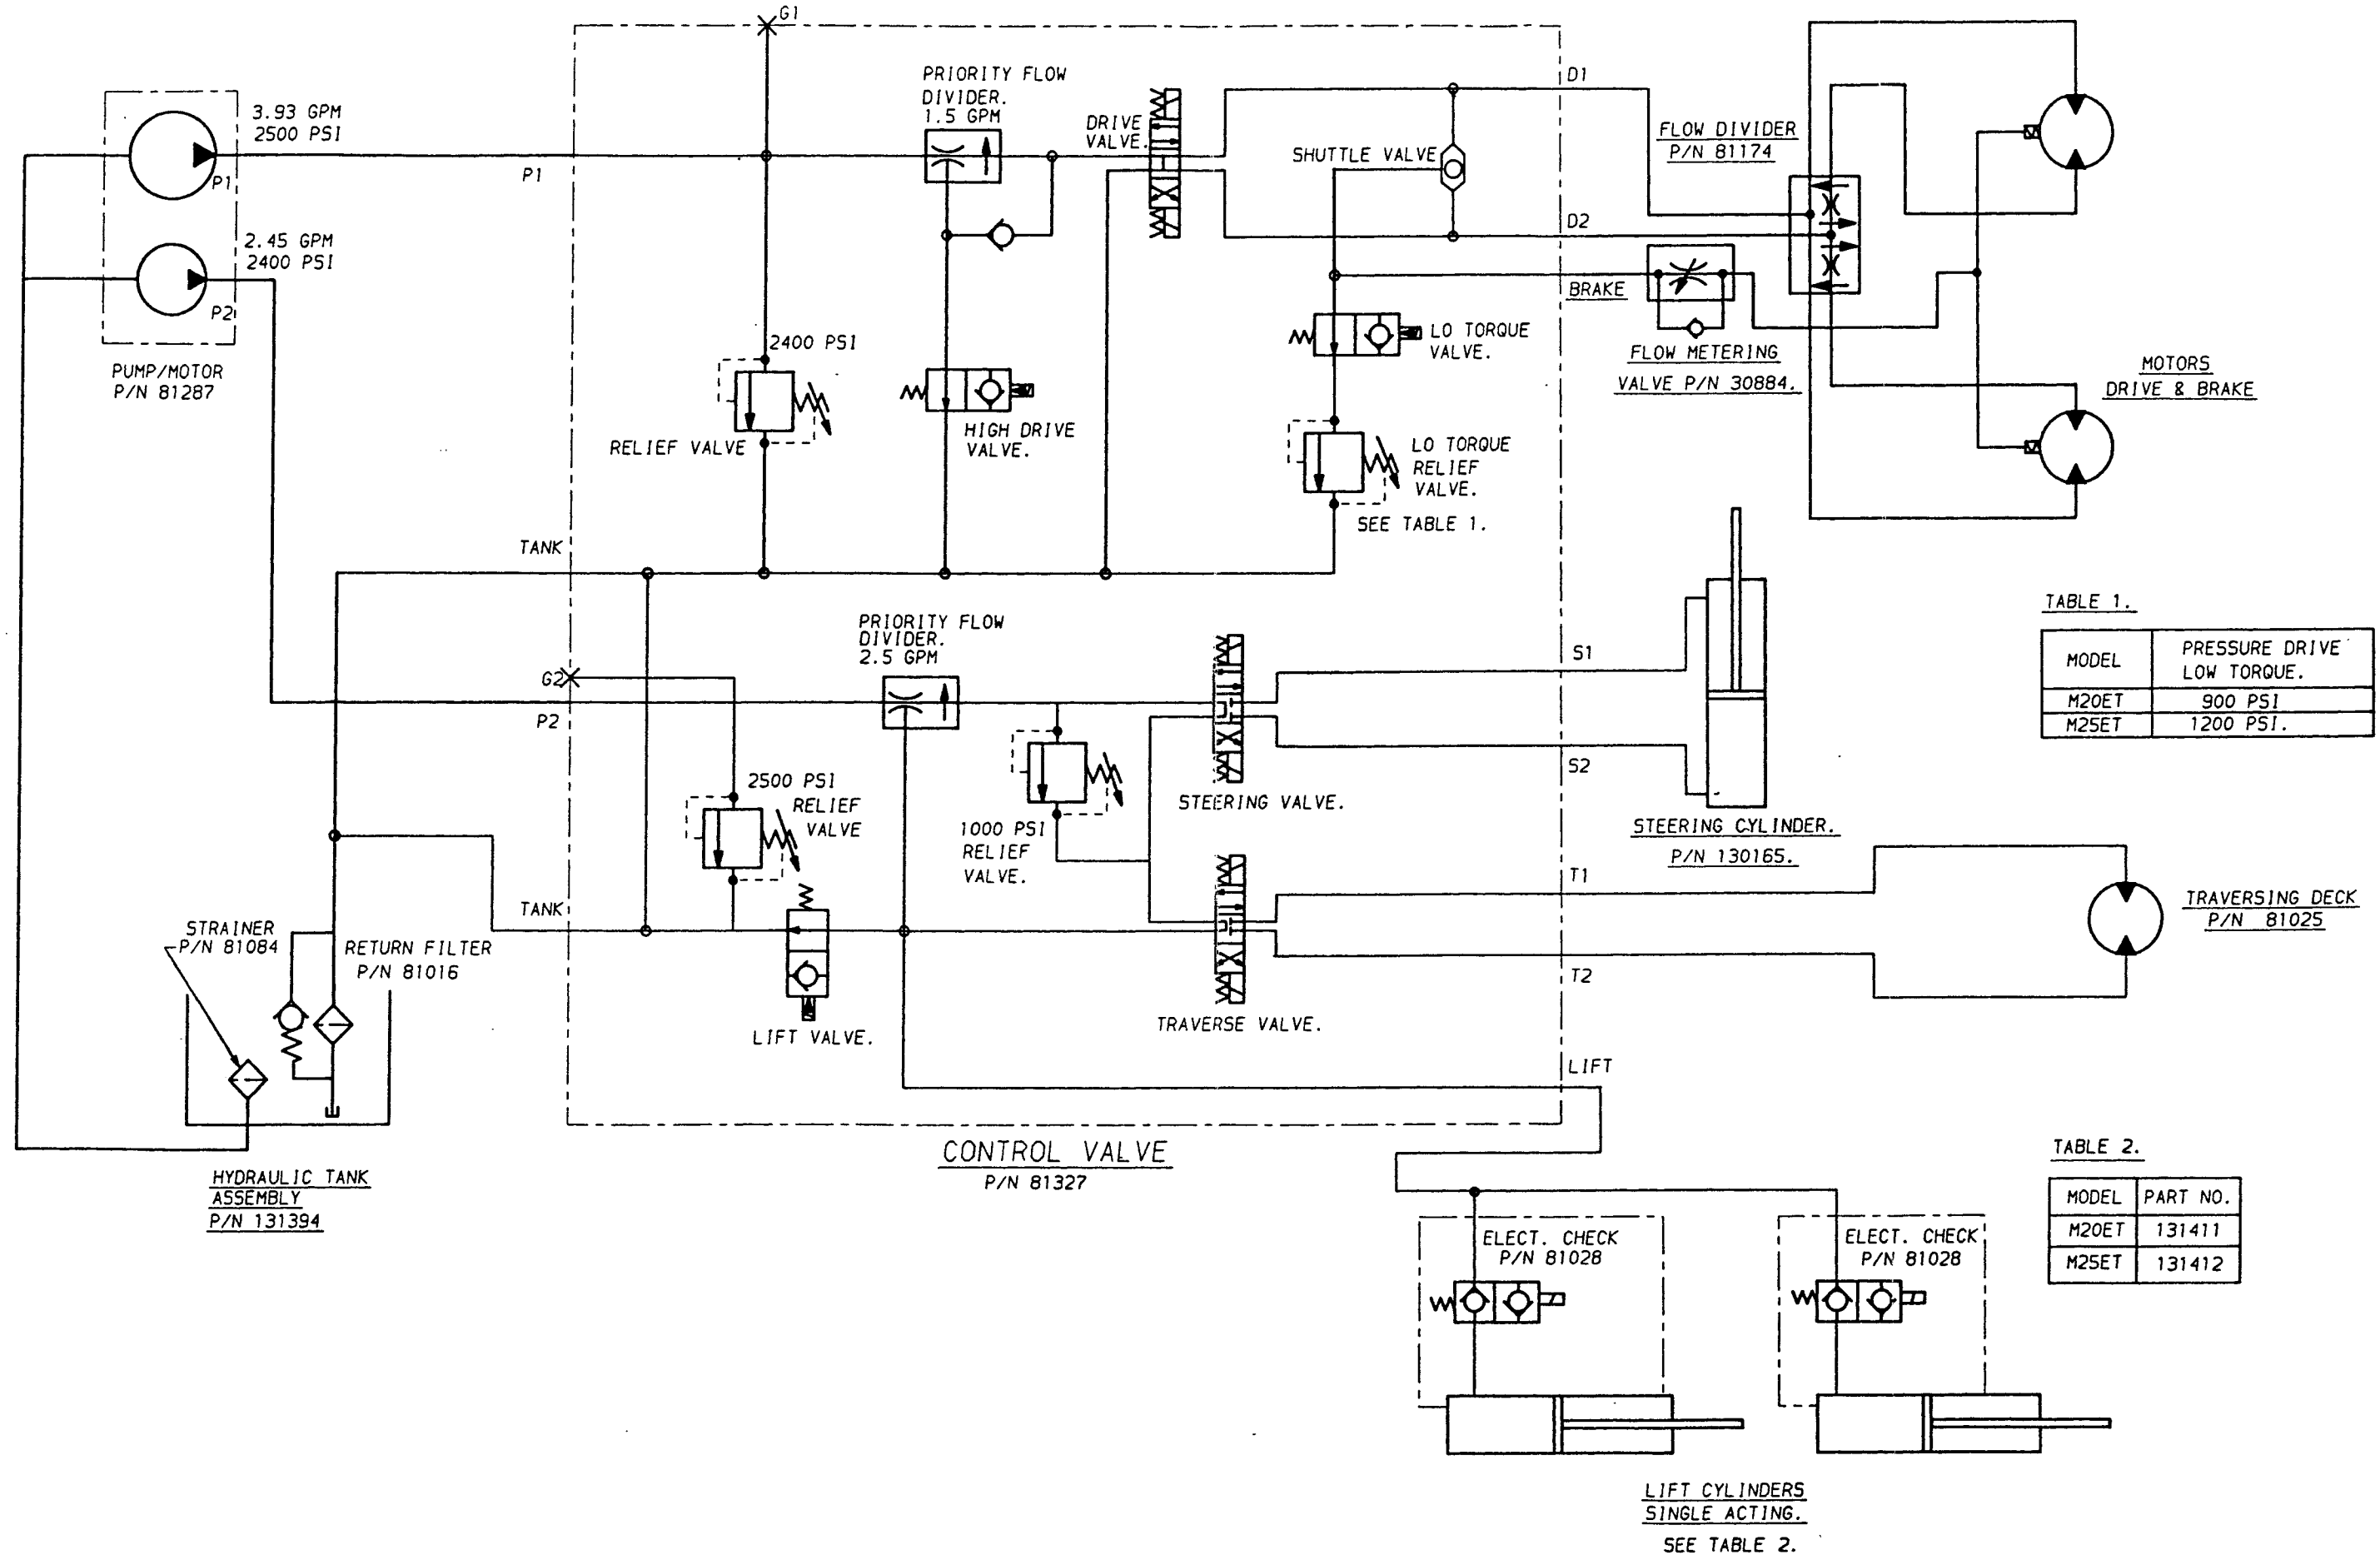 G1
3.93 GPM
2500 PSI
P1
P1
2.45 GPM
2400 PSI
P2
PUMP/MOTOR
P/N 81287
PRIORITY FLOW
DIVIDER.
1.5 GPM
DRIVE
VALVE.
SHUTTLE VALVE
D1
D2
FLOW DIVIDER
P/N 81174
BRAKE
LO TORQUE
VALVE.
FLOW METERING
VALVE P/N 30884.
MOTORS
DRIVE & BRAKE
2400 PSI
RELIEF VALVE
HIGH DRIVE
VALVE.
LO TORQUE
RELIEF
VALVE.
SEE TABLE 1.
TANK
PRIORITY FLOW
DIVIDER.
2.5 GPM
G2
P2
S1
S2
STEERING VALVE.
STEERING CYLINDER.
P/N 130165.
TABLE 1.
MODEL PRESSURE DRIVE
LOW TORQUE.
M20ET 900 PSI
M25ET 1200 PSI.
2500 PSI
RELIEF
VALVE
1000 PSI
RELIEF
VALVE.
TANK
T1
T2
TRAVERSING DECK
P/N 81025
STRAINER
P/N 81084
RETURN FILTER
P/N 81016
LIFT VALVE.
TRAVERSE VALVE.
LIFT
CONTROL VALVE
P/N 81327
HYDRAULIC TANK
ASSEMBLY
P/N 131394
TABLE 2.
MODEL PART NO.
M20ET 131411
M25ET 131412
ELECT. CHECK
P/N 81028
ELECT. CHECK
P/N 81028
LIFT CYLINDERS
SINGLE ACTING.
SEE TABLE 2.